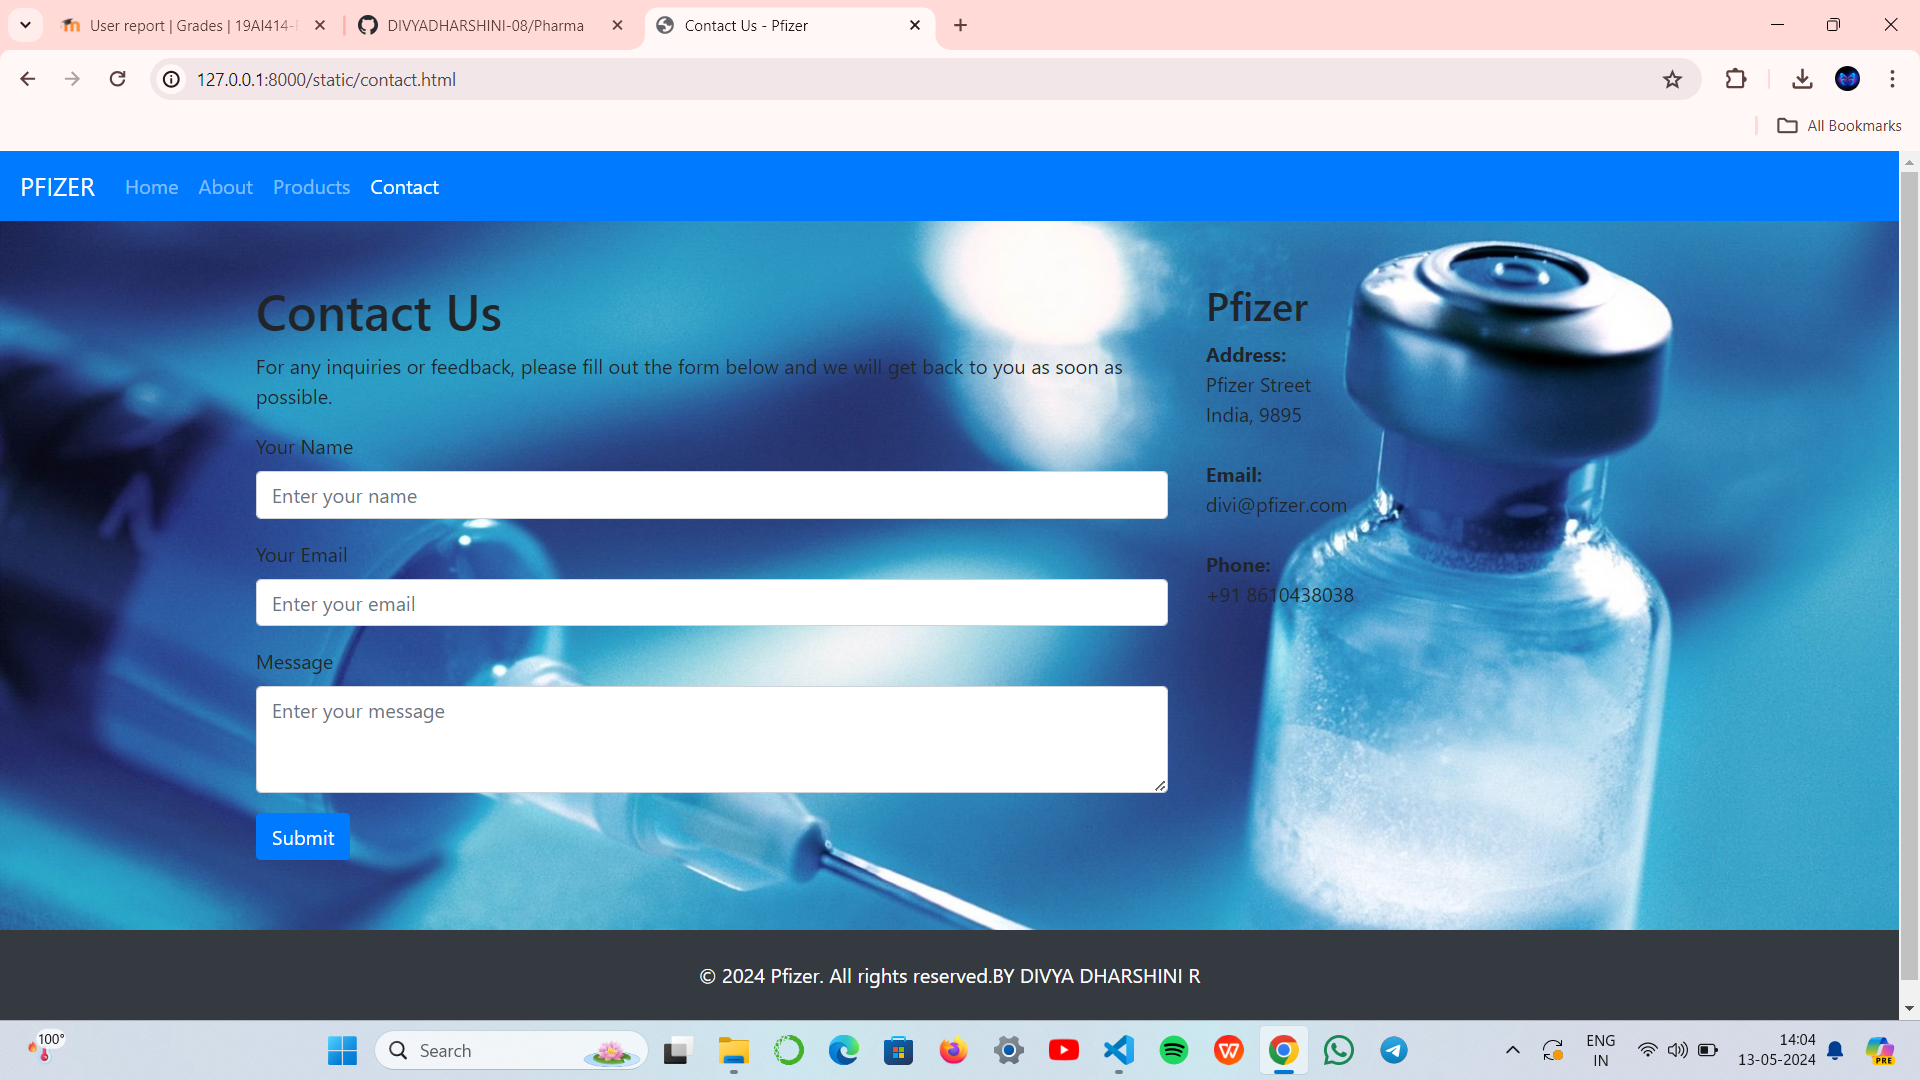 User report | Grades | 19AI414-F
DIVYADHARSHINI-08/Pharma
Contact Us - Pfizer
127.0.0.1:8000/static/contact.html
All Bookmarks
PFIZER
Home
About
Products
Contact
Contact Us
For any inquiries or feedback, please fill out the form below and we will get back to you as soon as
possible.
Your Name
Enter your name
Your Email
Enter your email
Message
Enter your message
Submit
Pfizer
Address:
Pfizer Street
India, 9895
Email:
divi@pfizer.com
Phone:
+91 8610438038
© 2024 Pfizer. All rights reserved.BY DIVYA DHARSHINI R
100°
Search
ENG
IN
14:04
13-05-2024
PRE